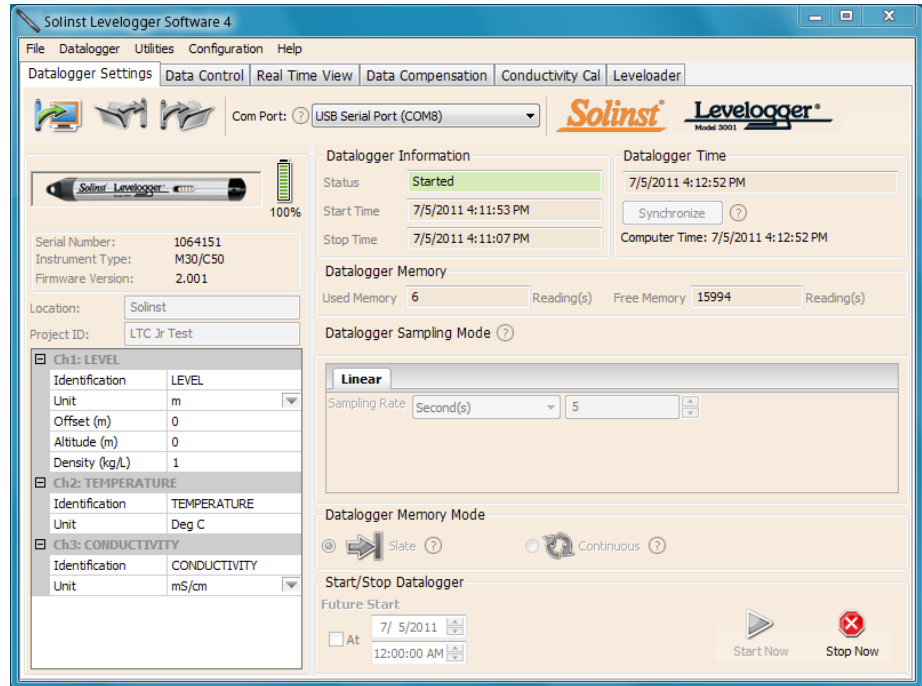 Solinst Levelogger Software 4
File Datalogger Utilities Configuration Help
Datalogger Settings Data Control Real Time View Data Compensation Conductivity Cal Leveloader
Com Port: ? USB Serial Port (COM8)
Solinst Levelogger
Model 3001
Solinst Levelogger
100%
Serial Number: 1064151
Instrument Type: M30/C50
Firmware Version: 2.001
Location: Solinst
Project ID: LTC Jr Test
Ch1: LEVEL
Identification LEVEL
Unit m
Offset (m) 0
Altitude (m) 0
Density (kg/L) 1
Ch2: TEMPERATURE
Identification TEMPERATURE
Unit Deg C
Ch3: CONDUCTIVITY
Identification CONDUCTIVITY
Unit mS/cm
Datalogger Information
Status Started
Start Time 7/5/2011 4:11:53 PM
Stop Time 7/5/2011 4:11:07 PM
Datalogger Time
7/5/2011 4:12:52 PM
Synchronize ?
Computer Time: 7/5/2011 4:12:52 PM
Datalogger Memory
Used Memory 6 Reading(s) Free Memory 15994 Reading(s)
Datalogger Sampling Mode ?
Linear
Sampling Rate Second(s) 5
Datalogger Memory Mode
Slate ? Continuous ?
Start/Stop Datalogger
Future Start
At 7/ 5/2011
12:00:00 AM
Start Now Stop Now